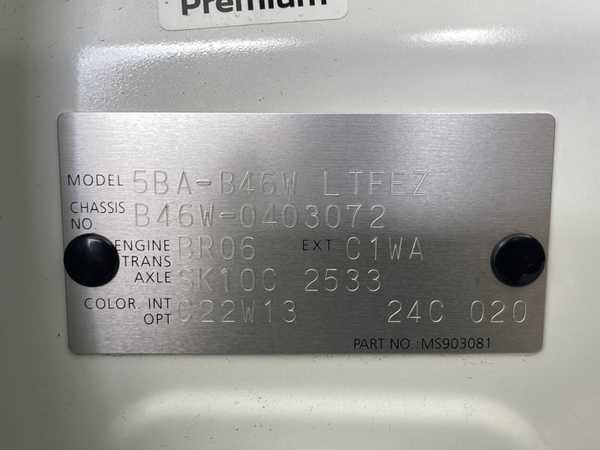 Premium
MODEL 5BA-B46W LTFEZ
CHASSIS NO. B46W-0403072
ENGINE BR06 EXT C1WA
TRANS AXLE SK10C 2533
COLOR. INT OPT C22W13 24C 020
PART NO.:MS903081